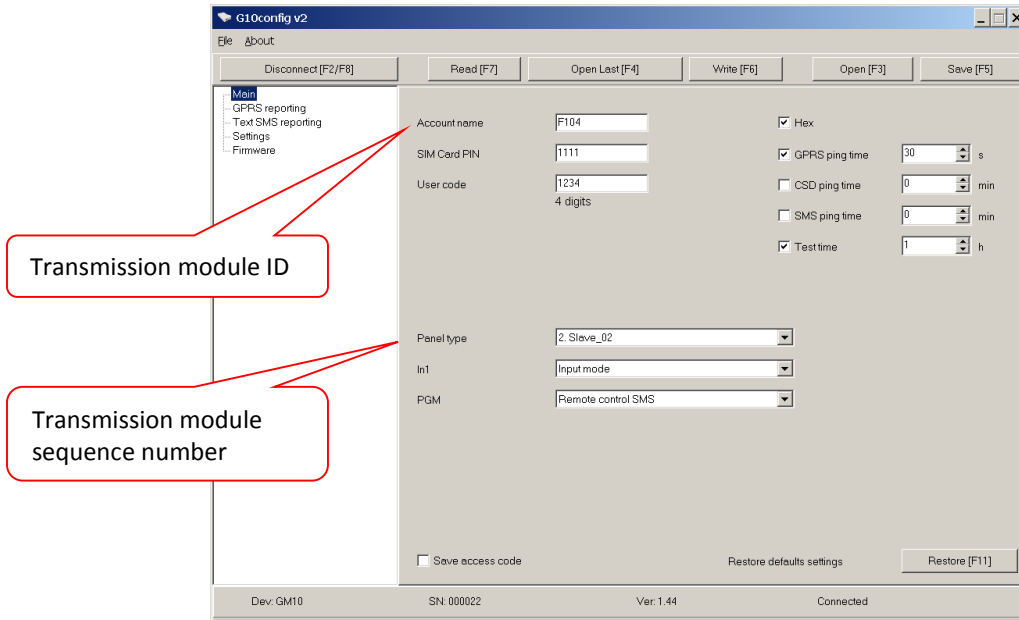 G10config v2
File About
Disconnect [F2/F8] Read [F7] Open Last [F4] Write [F6] Open [F3] Save [F5]
Main
GPRS reporting
Text SMS reporting
Settings
Firmware
Account name F104 Hex
SIM Card PIN 1111 GPRS ping time 30 s
User code 1234 CSD ping time 0 min
4 digits
SMS ping time 0 min
Test time 1 h
Transmission module ID
Panel type 2. Slave_02
In1 Input mode
PGM Remote control SMS
Transmission module
sequence number
Save access code Restore defaults settings Restore [F11]
Dev: GM10 SN: 000022 Ver: 1.44 Connected